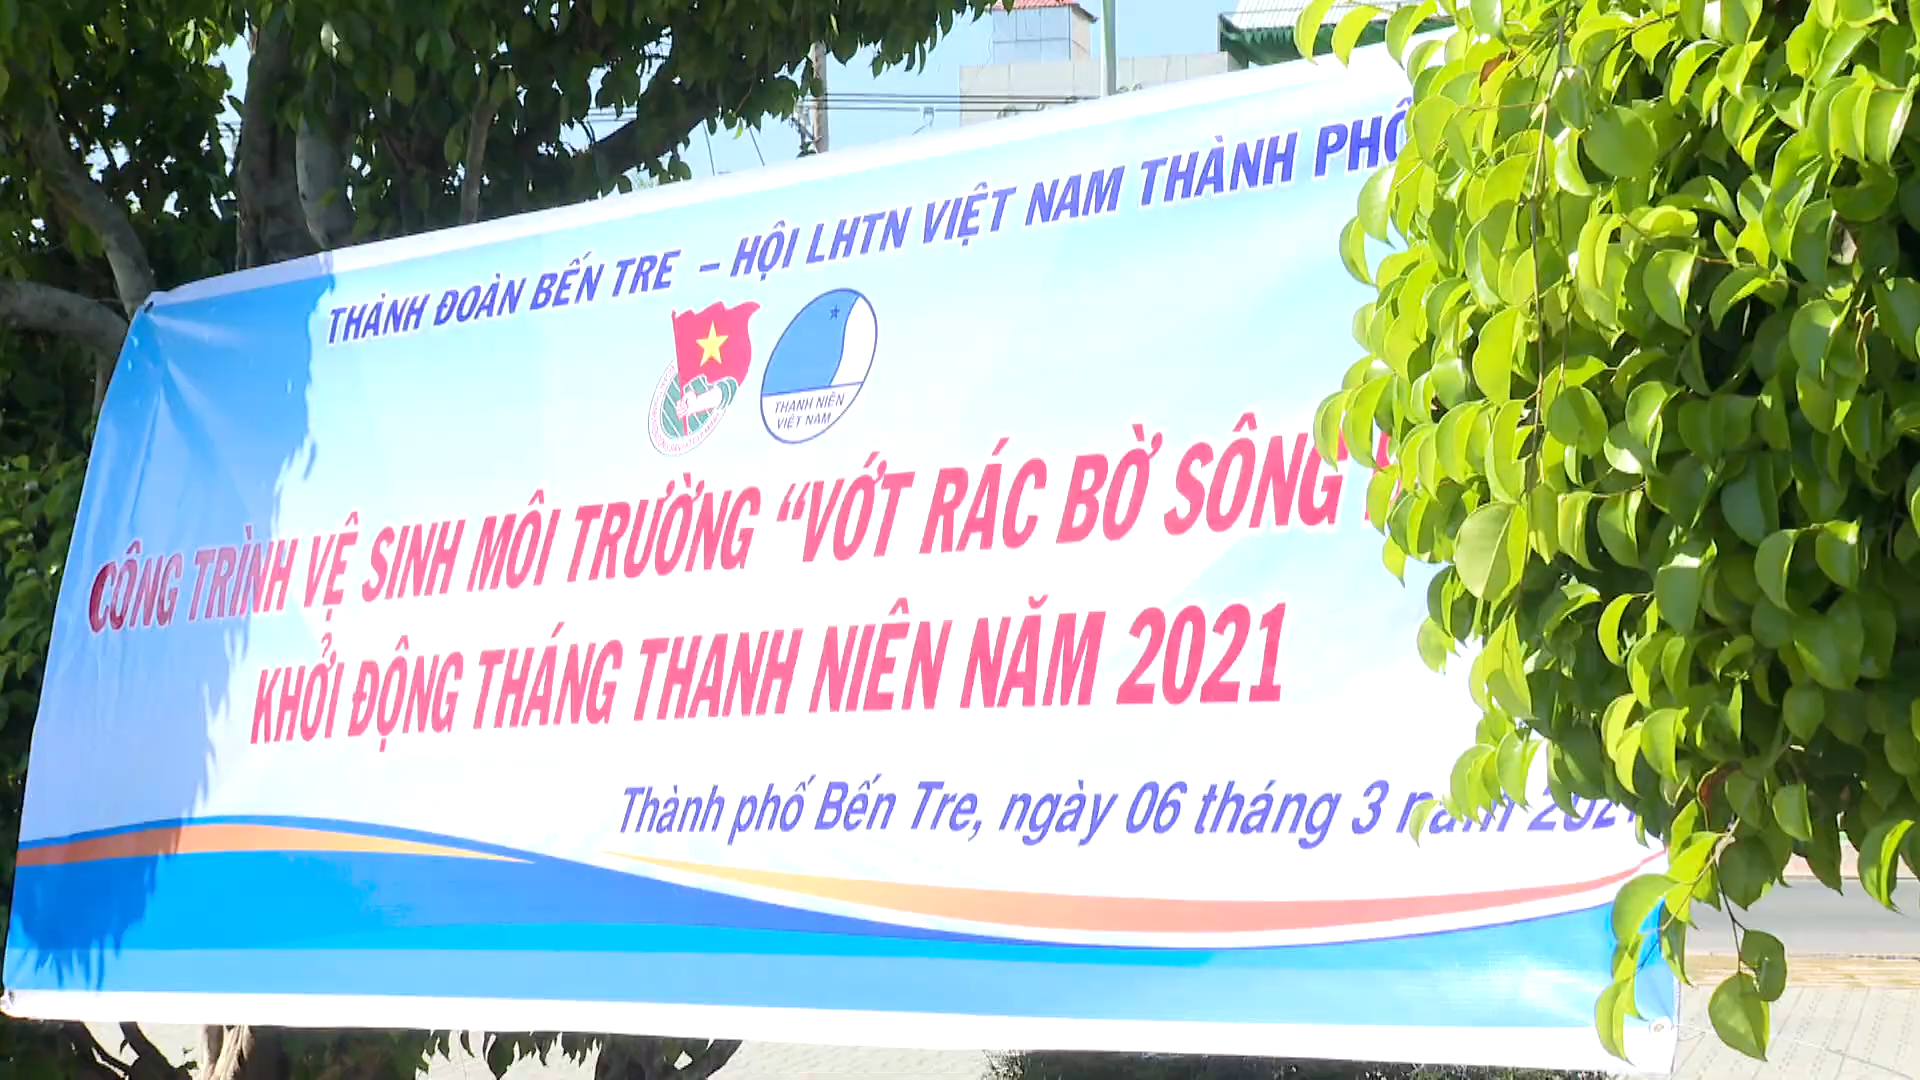 THÀNH ĐOÀN BẾN TRE – HỘI LHTN VIỆT NAM THÀNH PHỐ
THANH NIÊN
VIỆT NAM
CÔNG TRÌNH VỆ SINH MÔI TRƯỜNG “VỚT RÁC BỜ SÔNG”
KHỞI ĐỘNG THÁNG THANH NIÊN NĂM 2021
Thành phố Bến Tre, ngày 06 tháng 3 năm 2021